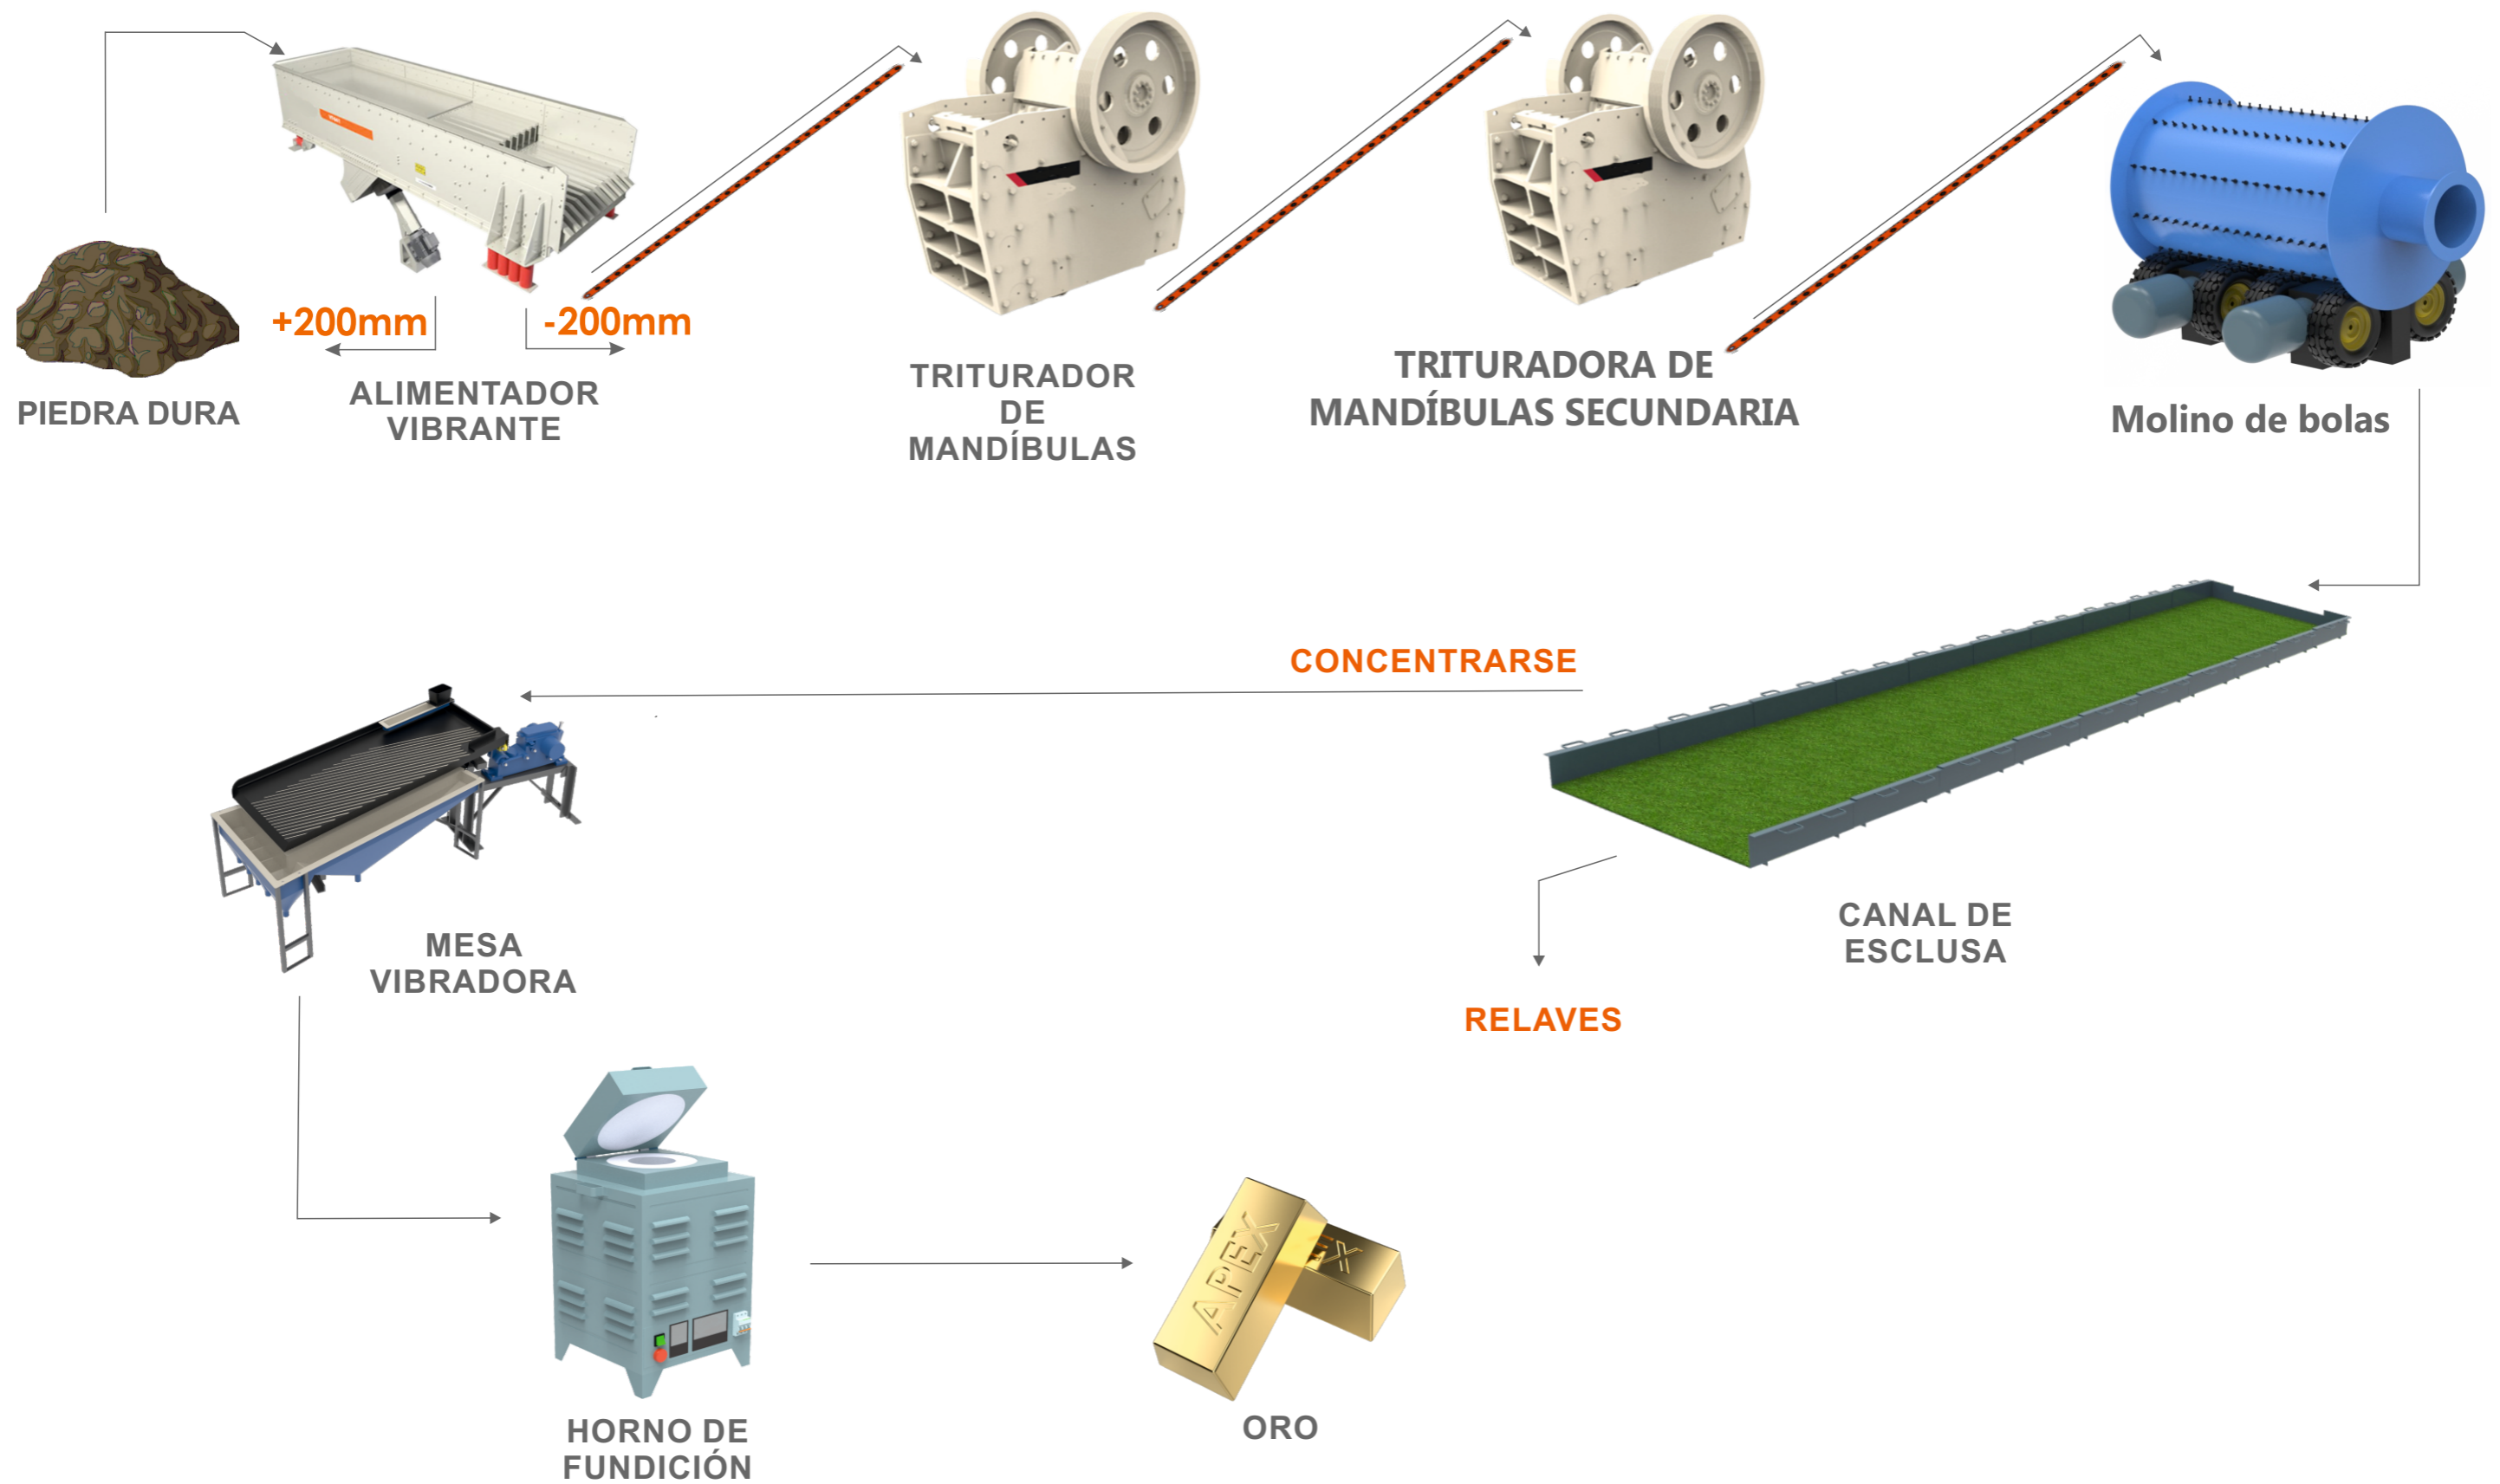 +200mm
-200mm
PIEDRA DURA
ALIMENTADOR
VIBRANTE
TRITURADOR
DE
MANDÍBULAS
TRITURADORA DE
MANDÍBULAS SECUNDARIA
Molino de bolas
CONCENTRARSE
MESA
VIBRADORA
CANAL DE
ESCLUSA
RELAVES
HORNO DE
FUNDICIÓN
APEX
EX
ORO